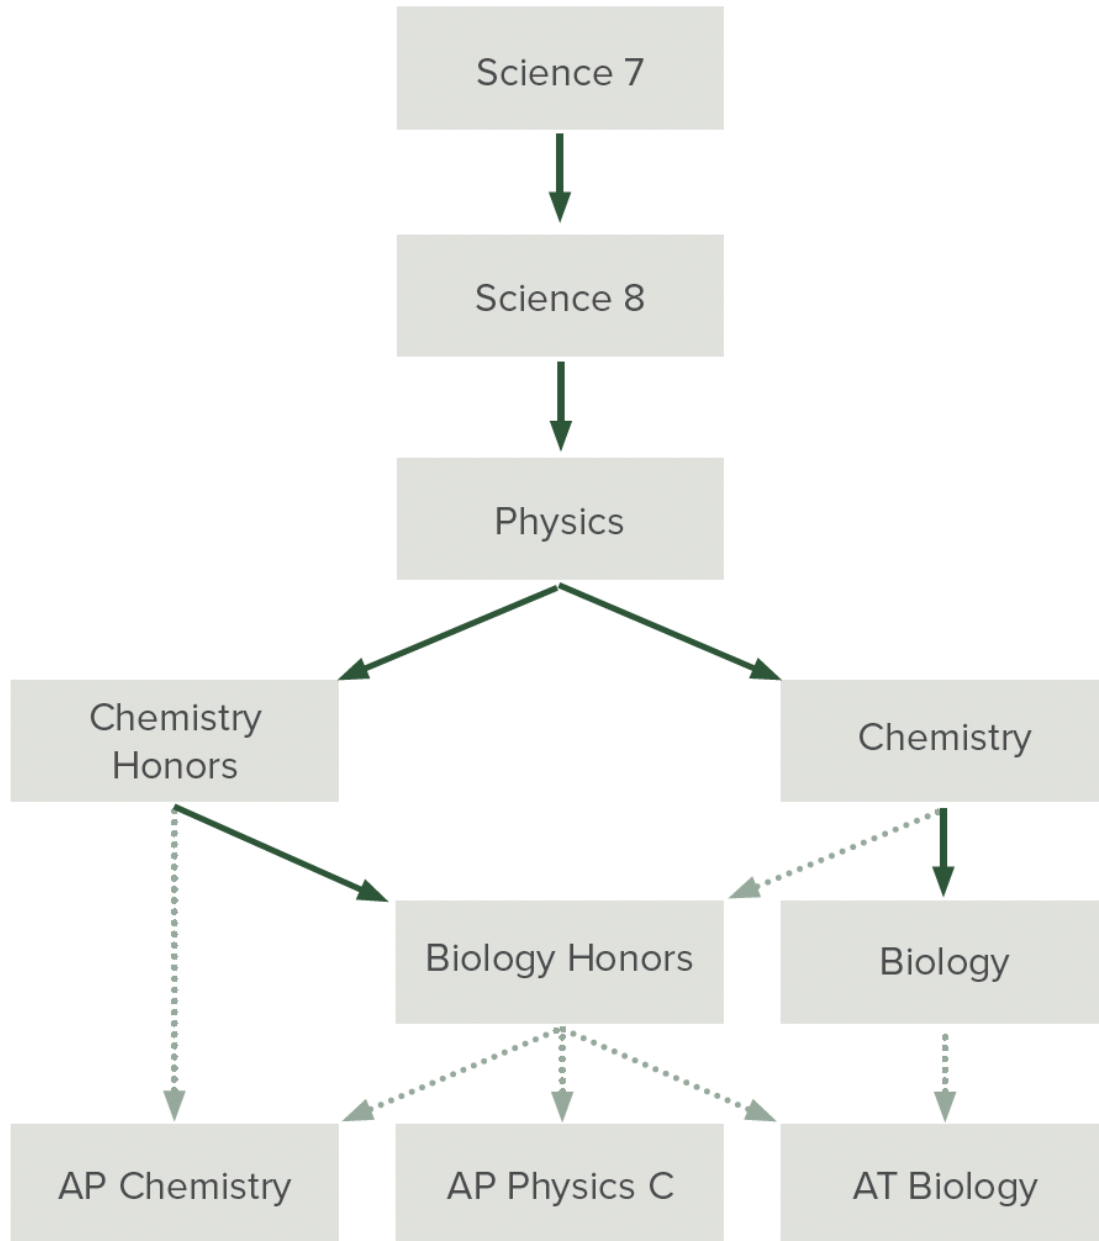 Science 7
Science 8
Physics
Chemistry
Honors
Chemistry
Biology Honors
Biology
AP Chemistry
AP Physics C
AT Biology